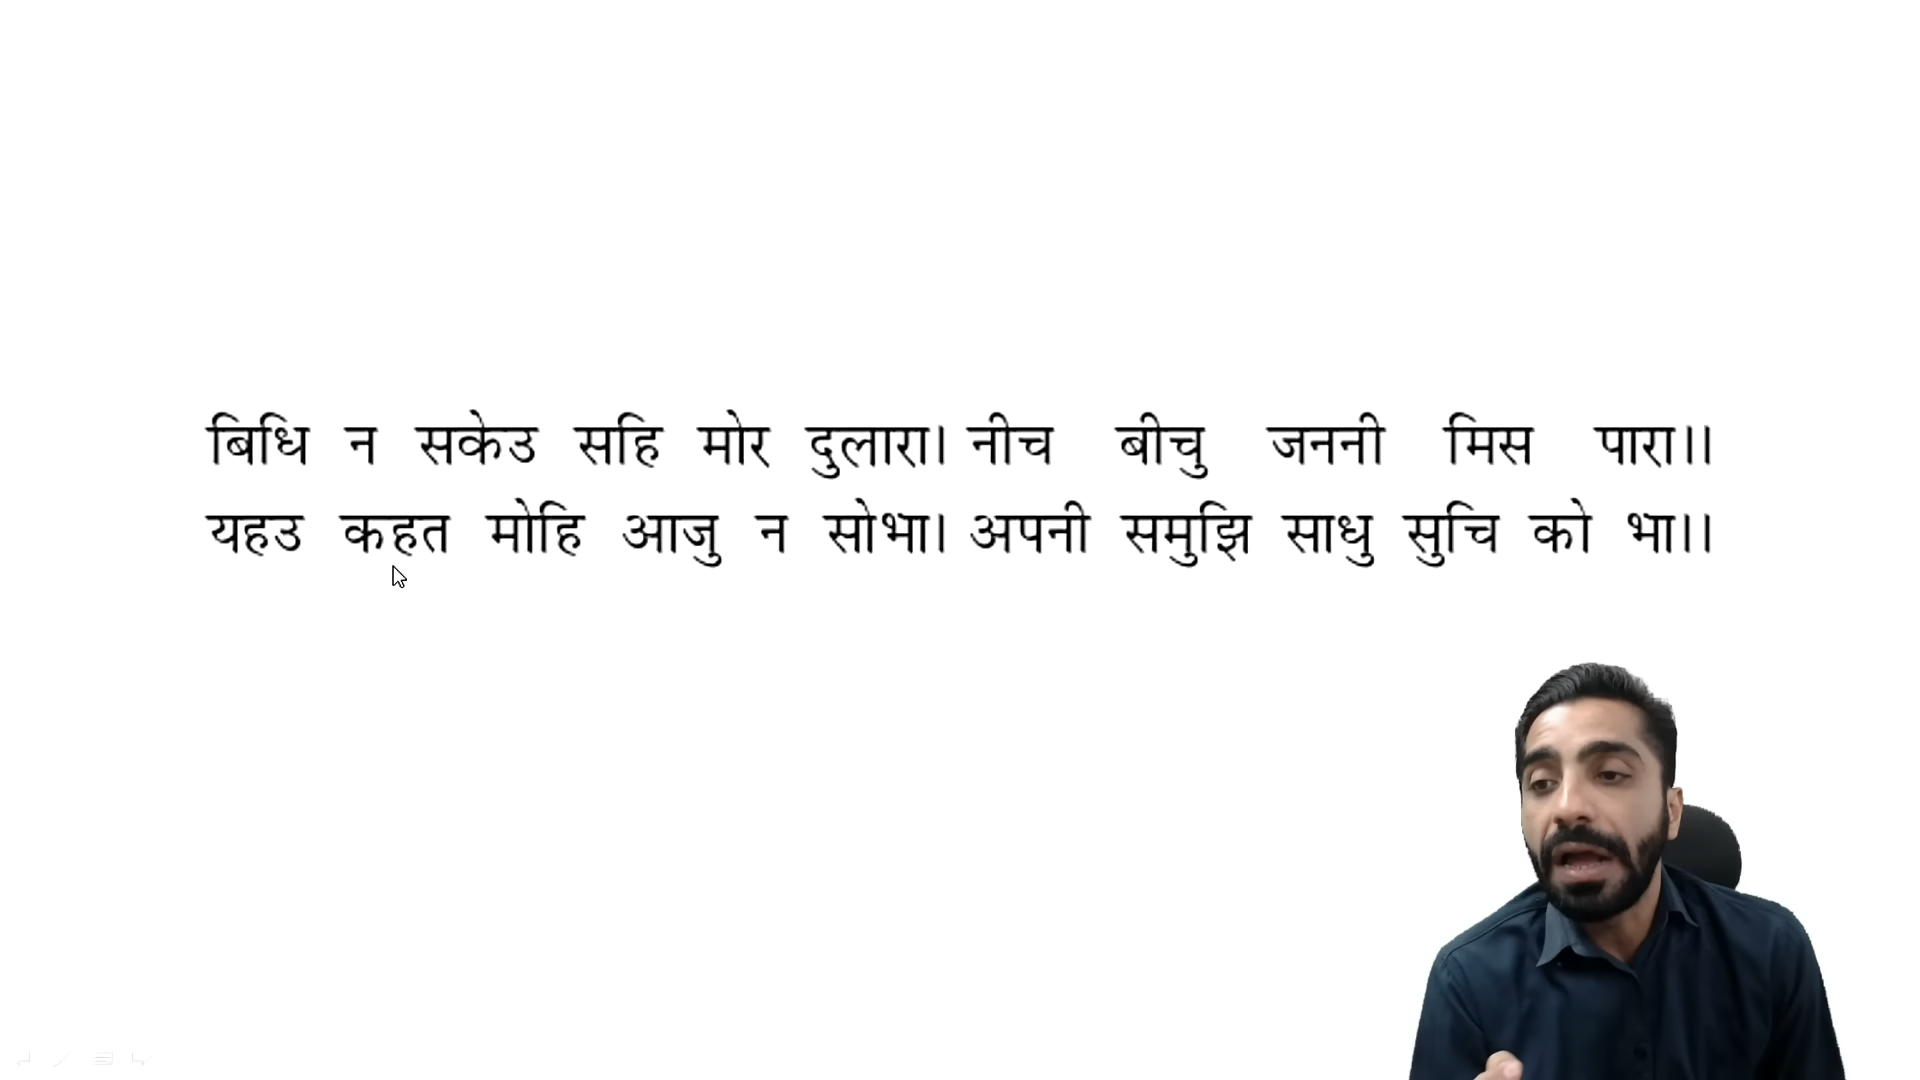 बिधि न सकेउ सहि मोर दुलारा। नीच बीचु जननी मिस पारा।।
यहउ कहत मोहि आजु न सोभा। अपनी समुझि साधु सुचि को भा।।